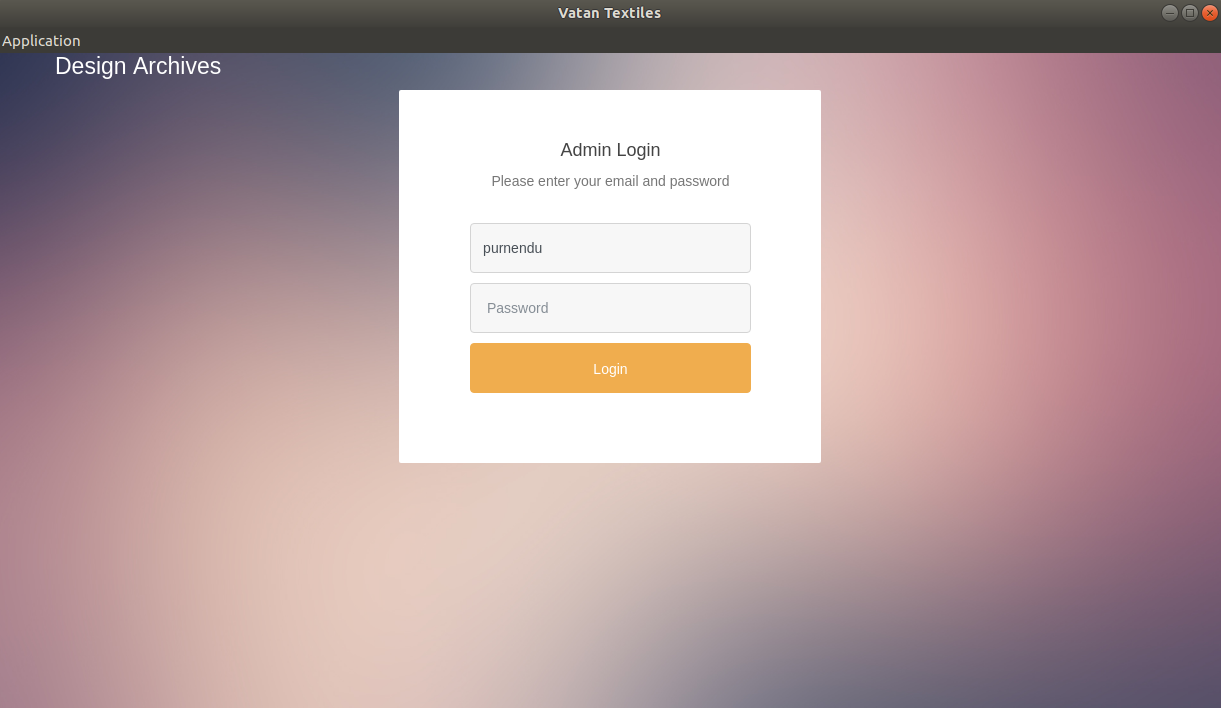 Vatan Textiles
Application
Design Archives
Admin Login
Please enter your email and password
purnendu
Password
Login